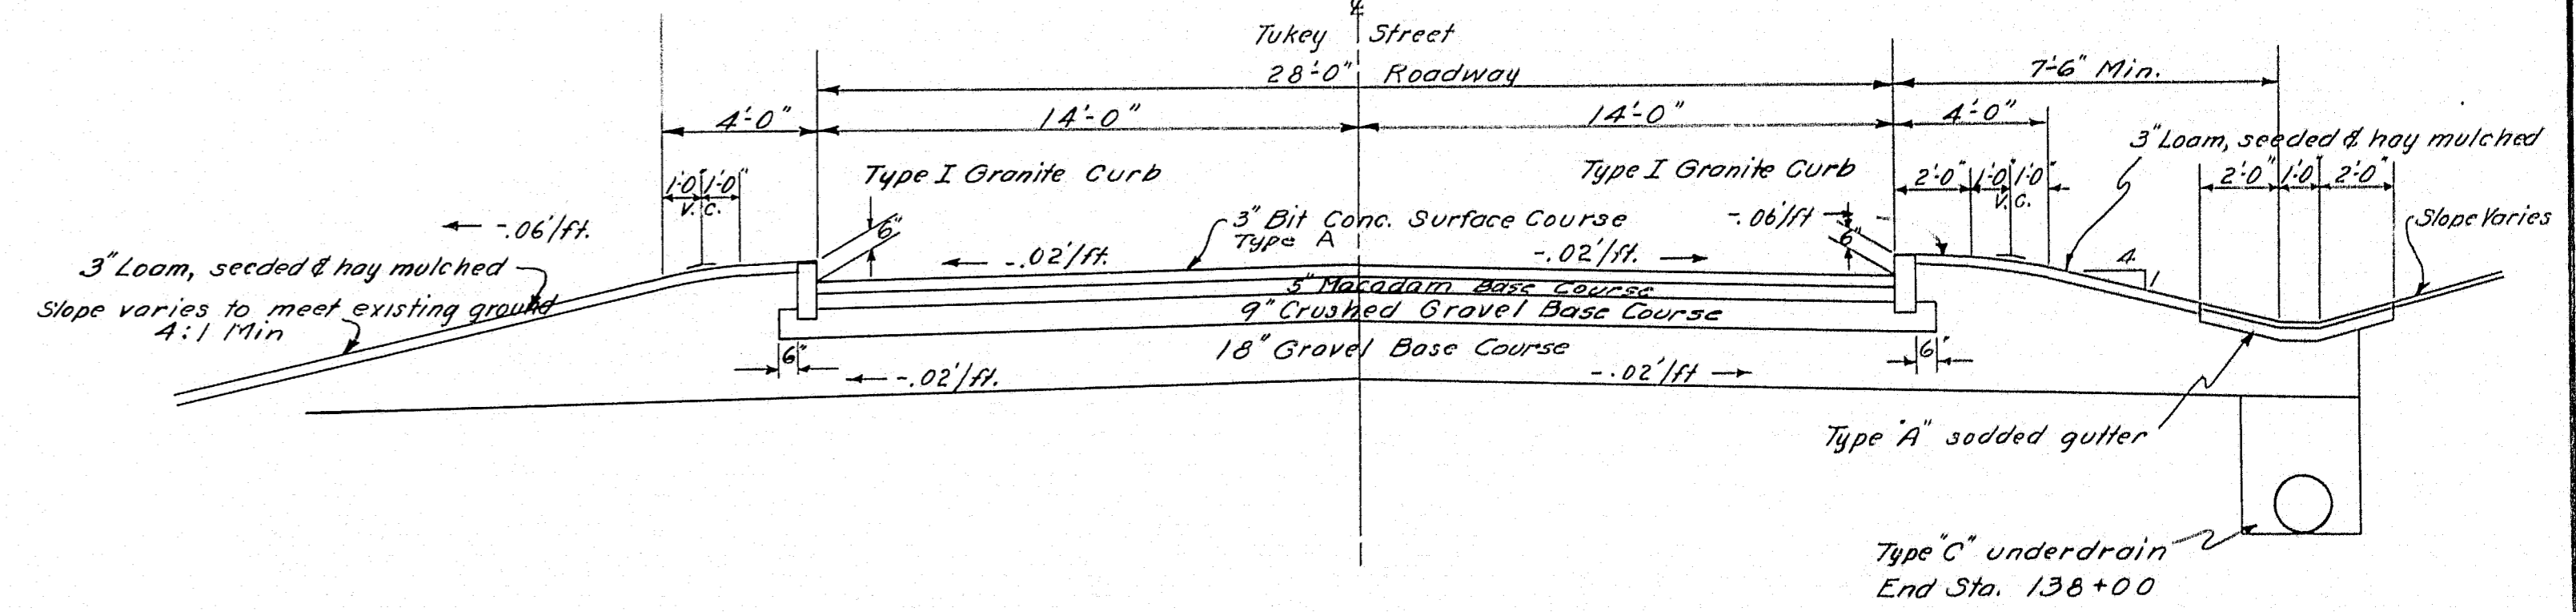 ℄
Tukey Street
28'-0" Roadway
7'-6" Min.
4'-0"
14'-0"
14'-0"
4'-0"
3" Loam, seeded & hay mulched
Type I Granite Curb
Type I Granite Curb
1'-0" 1'-0"
V. C.
2'-0" 1'-0" 1'-0"
V. C.
2'-0" 1'-0" 2'-0"
-.06'/ft.
6"
3" Bit Conc. Surface Course
Type A
-.06'/ft
6"
Slope Varies
3" Loam, seeded & hay mulched
-.02'/ft.
-.02'/ft.
4
1
Slope varies to meet existing ground
4:1 Min
5" Macadam Base Course
9" Crushed Gravel Base Course
18" Gravel Base Course
6"
6"
-.02'/ft.
-.02'/ft
Type "A" sodded gutter
Type "C" underdrain
End Sta. 138+00